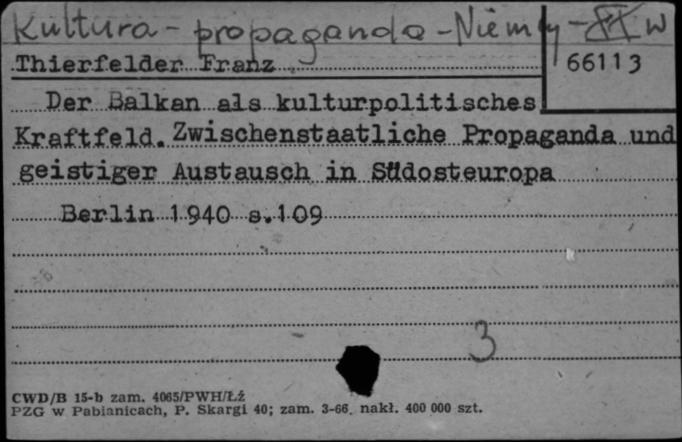 Kultura - propaganda - Niemcy - XX w
Thierfelder Franz
66113
Der Balkan als kulturpolitisches
Kraftfeld. Zwischenstaatliche Propaganda und
geistiger Austausch in Südosteuropa
Berlin 1940 s.109
3
CWD/B 15-b zam. 4065/PWH/Łź
PZG w Pabianicach, P. Skargi 40; zam. 3-66. nakł. 400 000 szt.